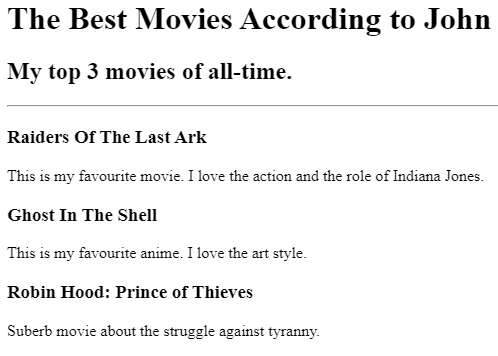 The Best Movies According to John
My top 3 movies of all-time.
Raiders Of The Last Ark
This is my favourite movie. I love the action and the role of Indiana Jones.
Ghost In The Shell
This is my favourite anime. I love the art style.
Robin Hood: Prince of Thieves
Suberb movie about the struggle against tyranny.